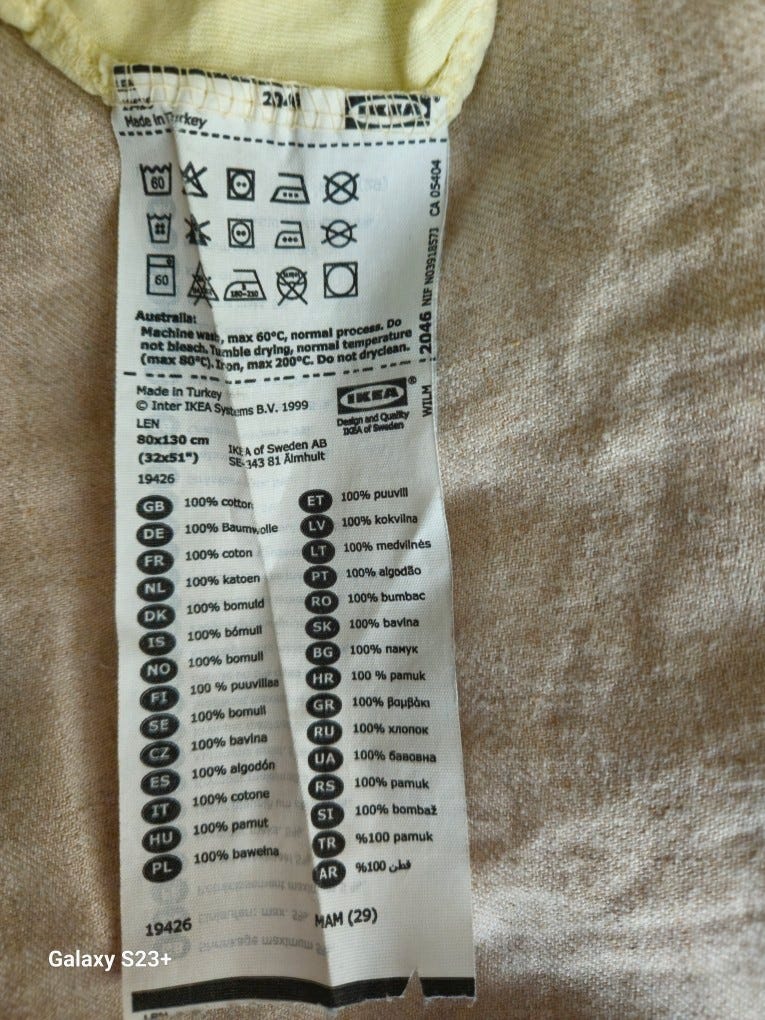 2046
IKEA
Made in Turkey
60
60
Australia:
Machine wash, max 60°C, normal process. Do
not bleach. Tumble drying, normal temperature
(max 80°C). Iron, max 200°C. Do not dryclean.
WILM 2046 NIF N0391857J CA 05404
Made in Turkey
© Inter IKEA Systems B.V. 1999
IKEA®
Design and Quality
IKEA of Sweden
LEN
80x130 cm
(32x51")
IKEA of Sweden AB
SE-343 81 Älmhult
19426
GB 100% cotton
DE 100% Baumwolle
FR 100% coton
NL 100% katoen
DK 100% bomuld
IS 100% bómull
NO 100% bomull
FI 100 % puuvillaa
SE 100% bomull
CZ 100% bavlna
ES 100% algodón
IT 100% cotone
HU 100% pamut
PL 100% bawełna
ET 100% puuvill
LV 100% kokvilna
LT 100% medvilnės
PT 100% algodão
RO 100% bumbac
SK 100% bavlna
BG 100% памук
HR 100 % pamuk
GR 100% βαμβάκι
RU 100% хлопок
UA 100% бавовна
RS 100% pamuk
SI 100% bombaž
TR %100 pamuk
AR %100 قطن
19426
MAM (29)
Galaxy S23+